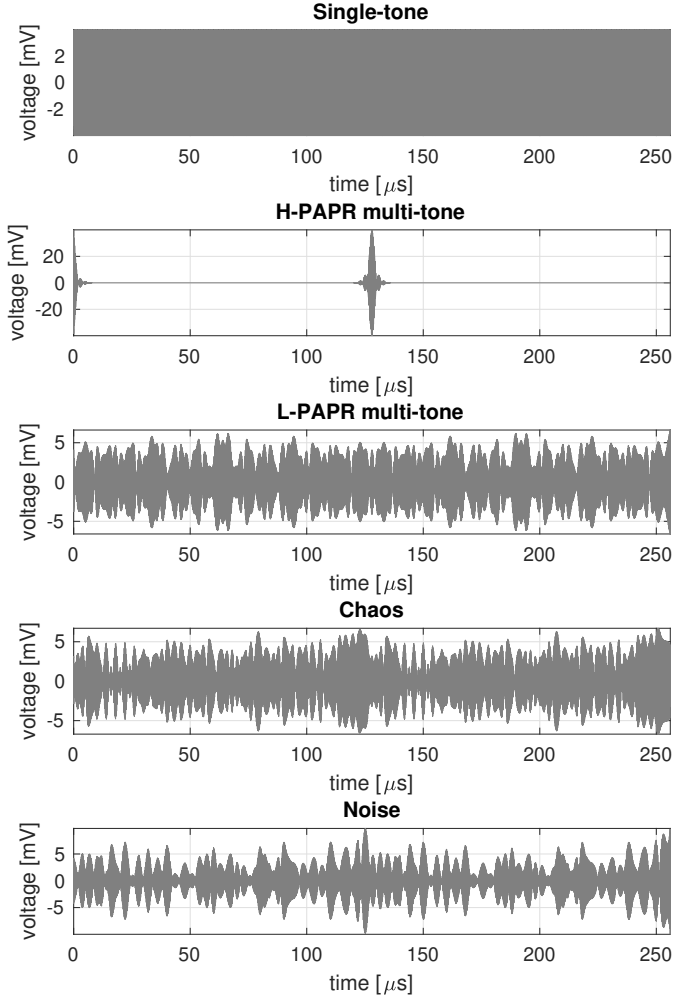 Single-tone
voltage [mV]
2
0
-2
0 50 100 150 200 250
time [μs]
H-PAPR multi-tone
voltage [mV]
20
0
-20
0 50 100 150 200 250
time [μs]
L-PAPR multi-tone
voltage [mV]
5
0
-5
0 50 100 150 200 250
time [μs]
Chaos
voltage [mV]
5
0
-5
0 50 100 150 200 250
time [μs]
Noise
voltage [mV]
5
0
-5
0 50 100 150 200 250
time [μs]